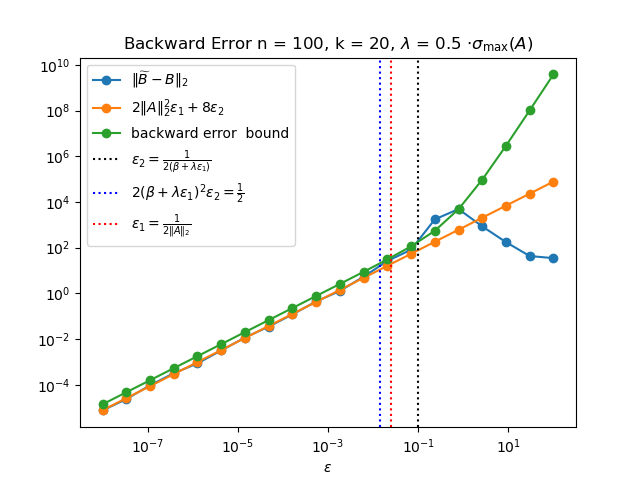 Backward Error n = 100, k = 20, λ = 0.5 ·σ_max(A)
10^10
10^8
10^6
10^4
10^2
10^0
10^−2
10^−4
‖B̃ − B‖₂
2‖A‖₂²ε₁ + 8ε₂
backward error bound
ε₂ = 1/(2(β + λε₁))
2(β + λε₁)²ε₂ = 1/2
ε₁ = 1/(2‖A‖₂)
10^−7 10^−5 10^−3 10^−1 10^1
ε